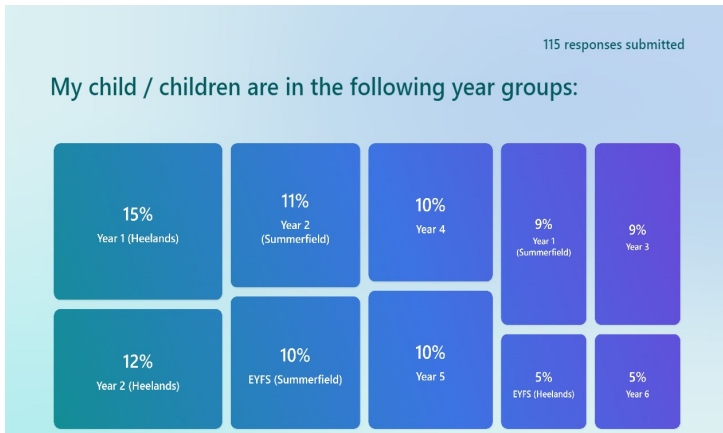 115 responses submitted
My child / children are in the following year groups:
15%
Year 1 (Heelands)
12%
Year 2 (Heelands)
11%
Year 2
(Summerfield)
10%
EYFS (Summerfield)
10%
Year 4
10%
Year 5
9%
Year 1
(Summerfield)
5%
EYFS (Heelands)
9%
Year 3
5%
Year 6